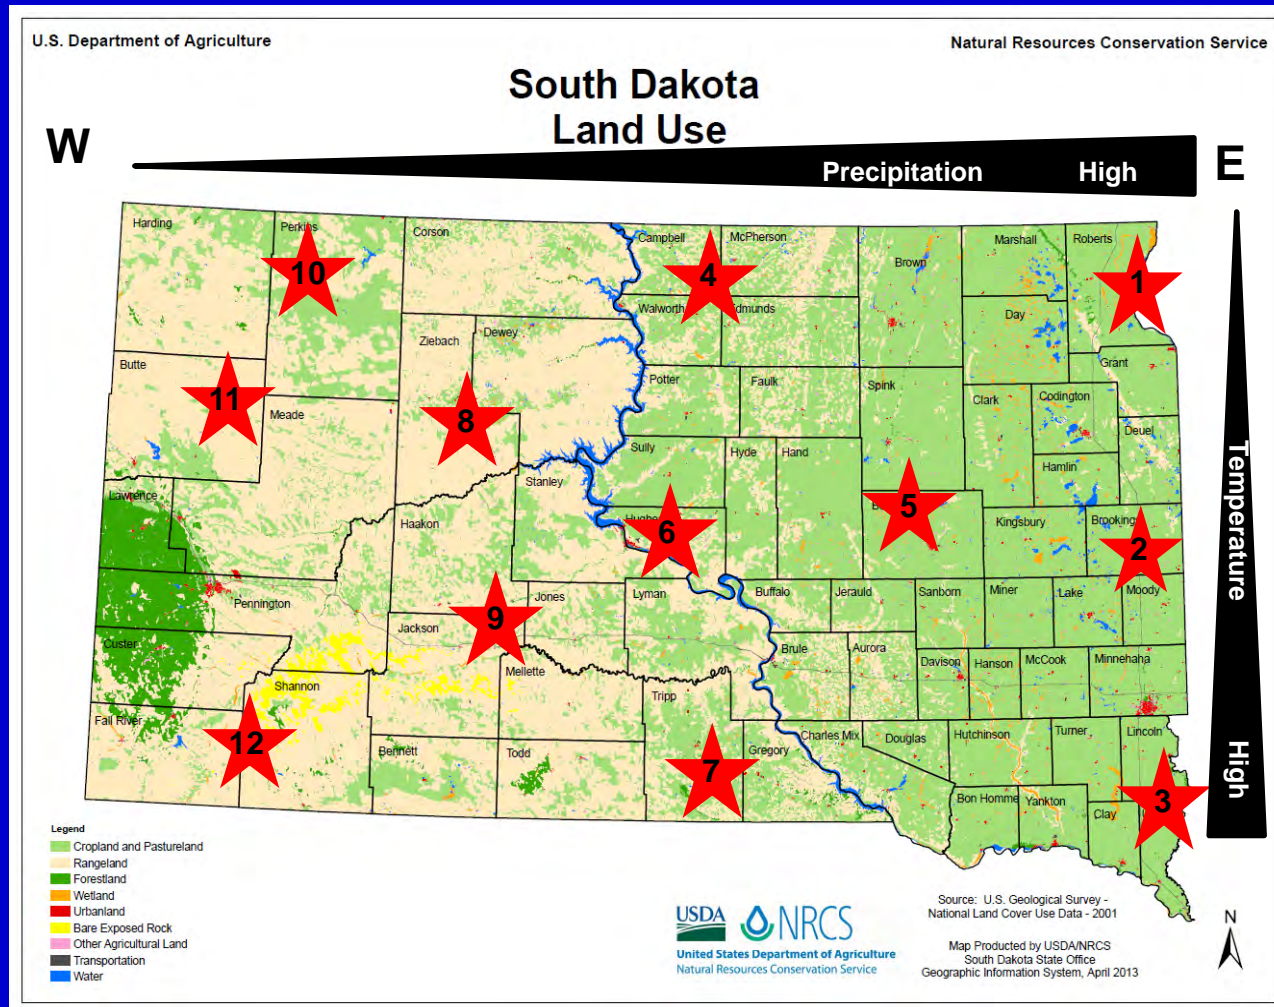 U.S. Department of Agriculture
Natural Resources Conservation Service
South Dakota
Land Use
W
E
Precipitation High
Temperature High
Harding
Perkins
Corson
Campbell
McPherson
Brown
Marshall
Roberts
10
4
1
Walworth
Edmunds
Day
Ziebach
Dewey
Butte
Grant
Potter
Faulk
Spink
Clark
Codington
11
Meade
8
Deuel
Sully
Hyde
Hand
Hamlin
Stanley
Lawrence
Haakon
5
6
Kingsbury
2
Pennington
Jones
Lyman
Buffalo
Jerauld
Sanborn
Miner
Lake
Moody
9
Jackson
Custer
Brule
Aurora
Davison
Hanson
McCook
Minnehaha
Mellette
Shannon
Tripp
Fall River
12
Bennett
Todd
7
Gregory
Charles Mix
Douglas
Hutchinson
Turner
Lincoln
Bon Homme
Yankton
Clay
3
Legend
Cropland and Pastureland
Rangeland
Forestland
Wetland
Urbanland
Bare Exposed Rock
Other Agricultural Land
Transportation
Water
USDA NRCS
United States Department of Agriculture
Natural Resources Conservation Service
Source: U.S. Geological Survey -
National Land Cover Use Data - 2001
Map Produced by USDA/NRCS
South Dakota State Office
Geographic Information System, April 2013
N